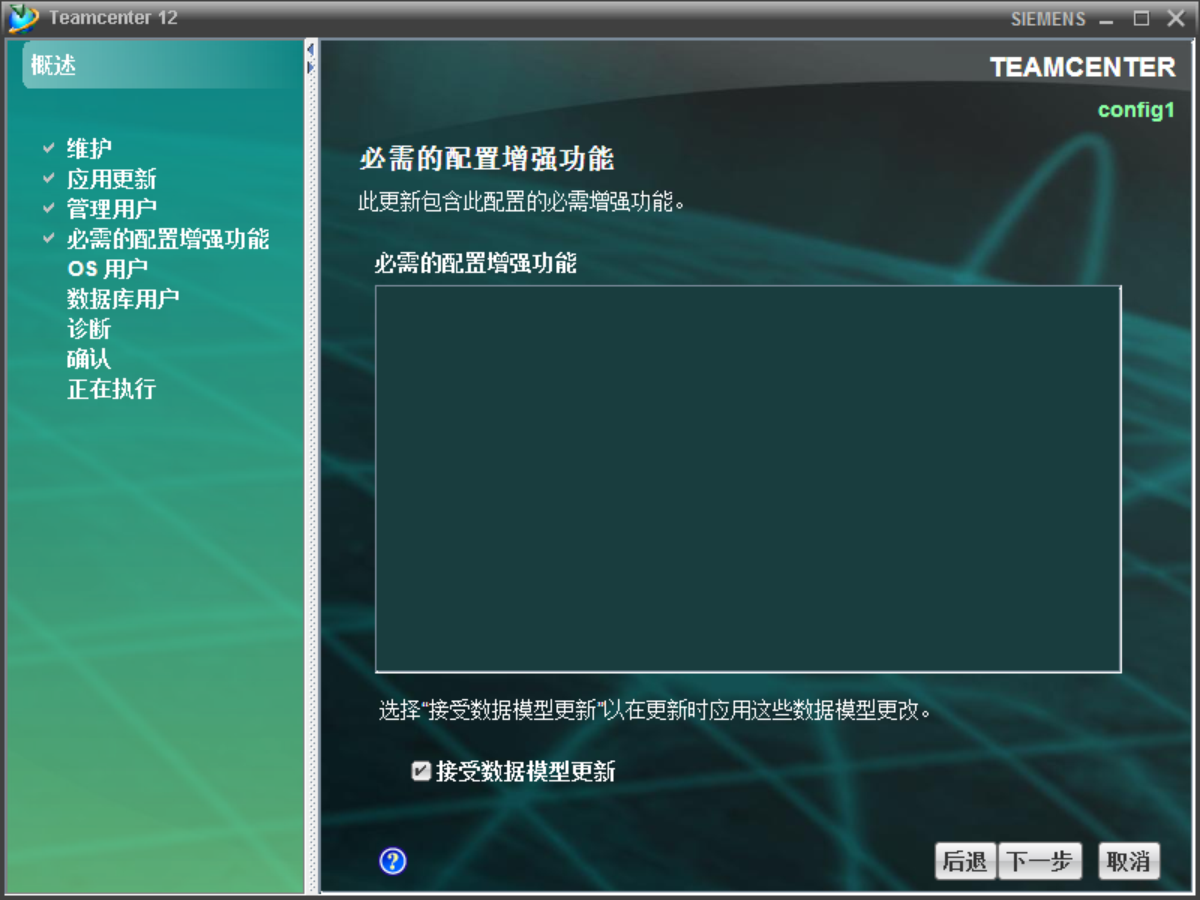 Teamcenter 12
SIEMENS
概述
维护
应用更新
管理用户
必需的配置增强功能
OS 用户
数据库用户
诊断
确认
正在执行
TEAMCENTER
config1
必需的配置增强功能
此更新包含此配置的必需增强功能。
必需的配置增强功能
选择“接受数据模型更新”以在更新时应用这些数据模型更改。
接受数据模型更新
?
后退
下一步
取消